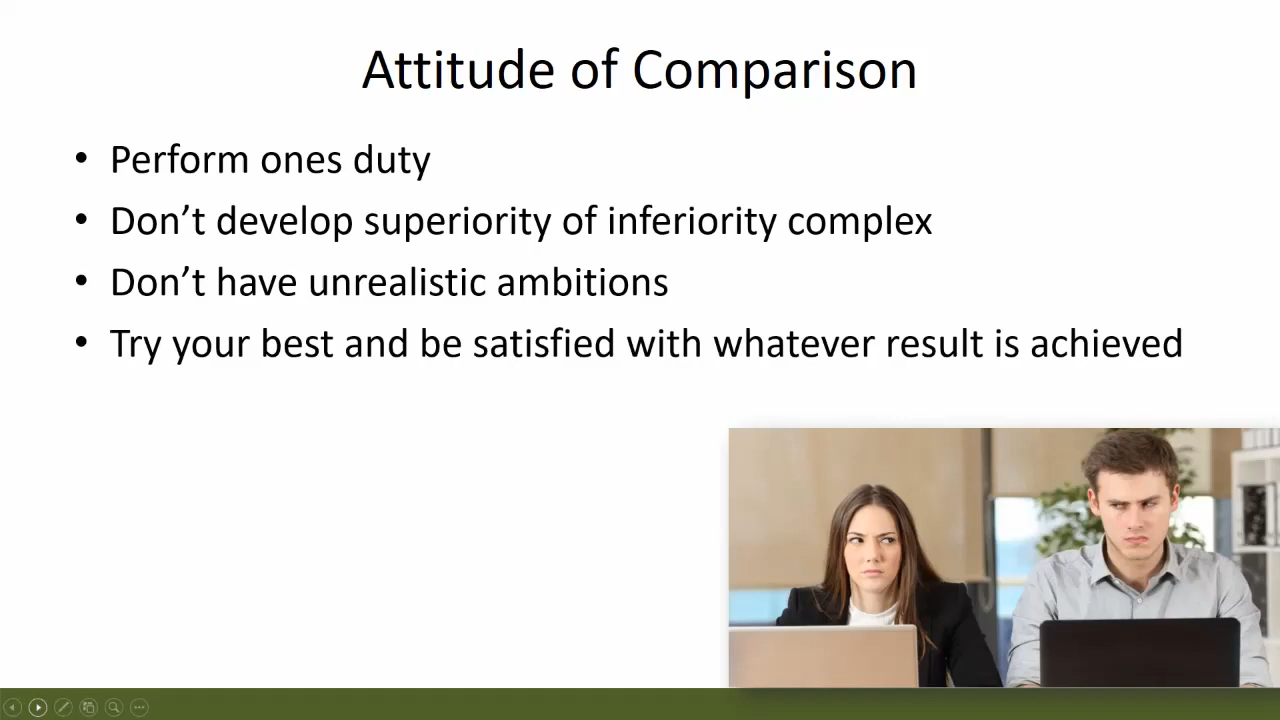 Attitude of Comparison
• Perform ones duty
• Don’t develop superiority of inferiority complex
• Don’t have unrealistic ambitions
• Try your best and be satisfied with whatever result is achieved